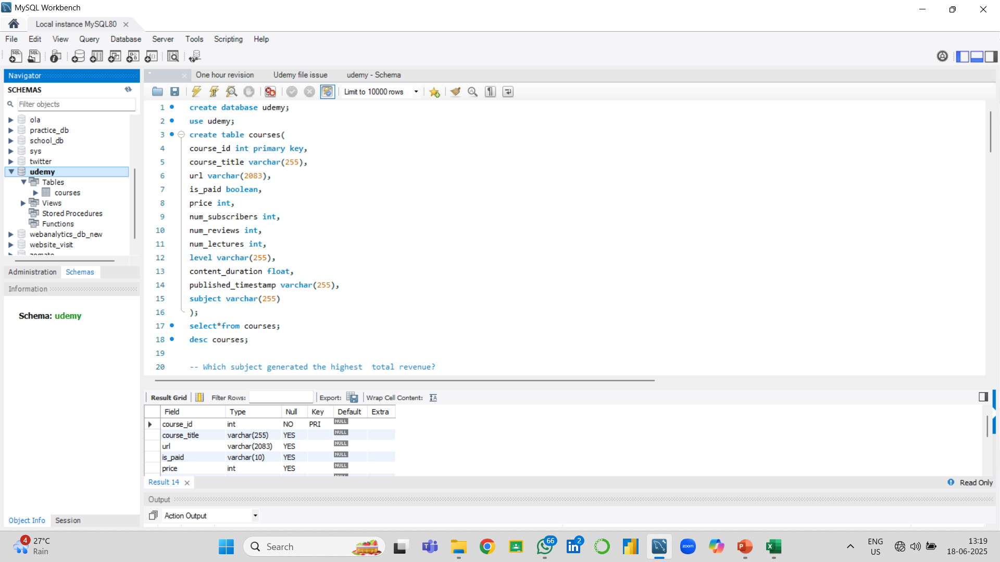 MySQL Workbench
Local instance MySQL80
File Edit View Query Database Server Tools Scripting Help
Navigator
SCHEMAS
Filter objects
ola
practice_db
school_db
sys
twitter
udemy
Tables
courses
Views
Stored Procedures
Functions
webanalytics_db_new
website_visit
zomato
Administration Schemas
Information
Schema: udemy
Object Info Session
One hour revision Udemy file issue udemy - Schema
Limit to 10000 rows
1 create database udemy;
2 use udemy;
3 create table courses(
4 course_id int primary key,
5 course_title varchar(255),
6 url varchar(2083),
7 is_paid boolean,
8 price int,
9 num_subscribers int,
10 num_reviews int,
11 num_lectures int,
12 level varchar(255),
13 content_duration float,
14 published_timestamp varchar(255),
15 subject varchar(255)
16 );
17 select*from courses;
18 desc courses;
19
20 -- Which subject generated the highest  total revenue?
Result Grid Filter Rows: Export: Wrap Cell Content:
Field Type Null Key Default Extra
course_id int NO PRI NULL
course_title varchar(255) YES NULL
url varchar(2083) YES NULL
is_paid varchar(10) YES NULL
price int YES NULL
NULL
Result 14 Read Only
Output
Action Output
4 27°C
Rain
Search
66
2
zoom
ENG
US
13:19
18-06-2025